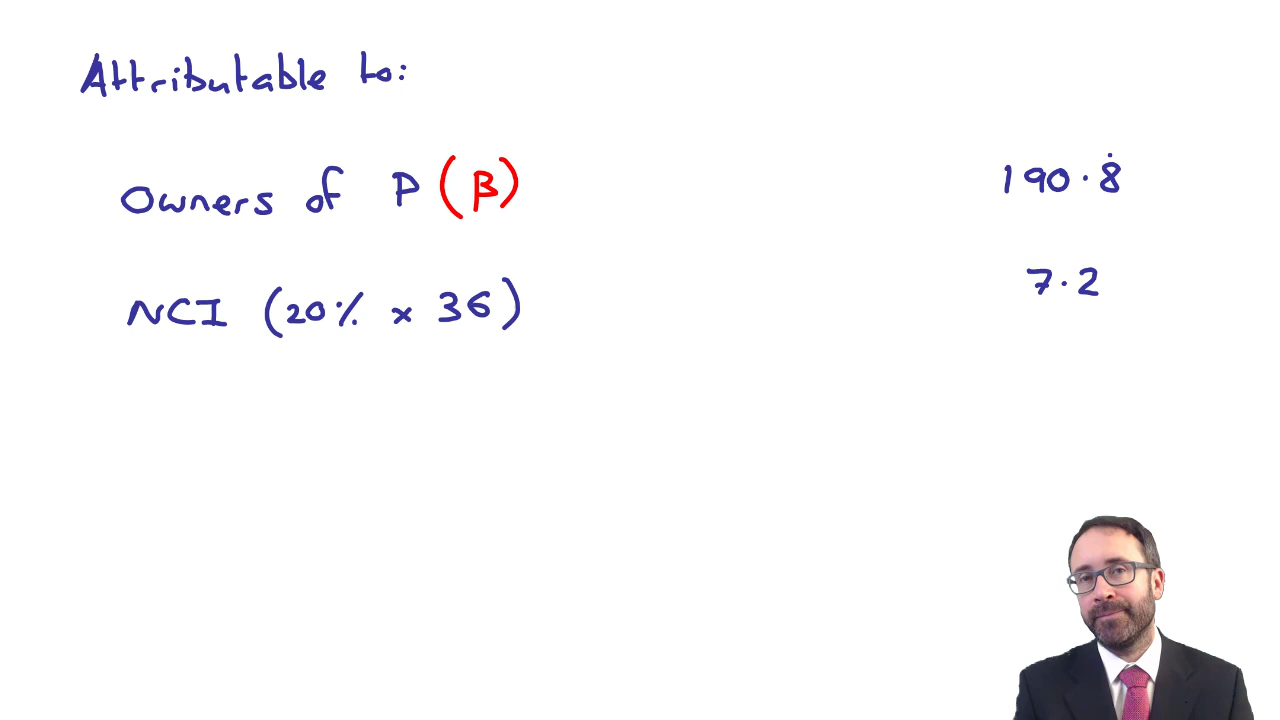 Attributable to:
Owners of P (β) 190.8
NCI (20% x 36) 7.2